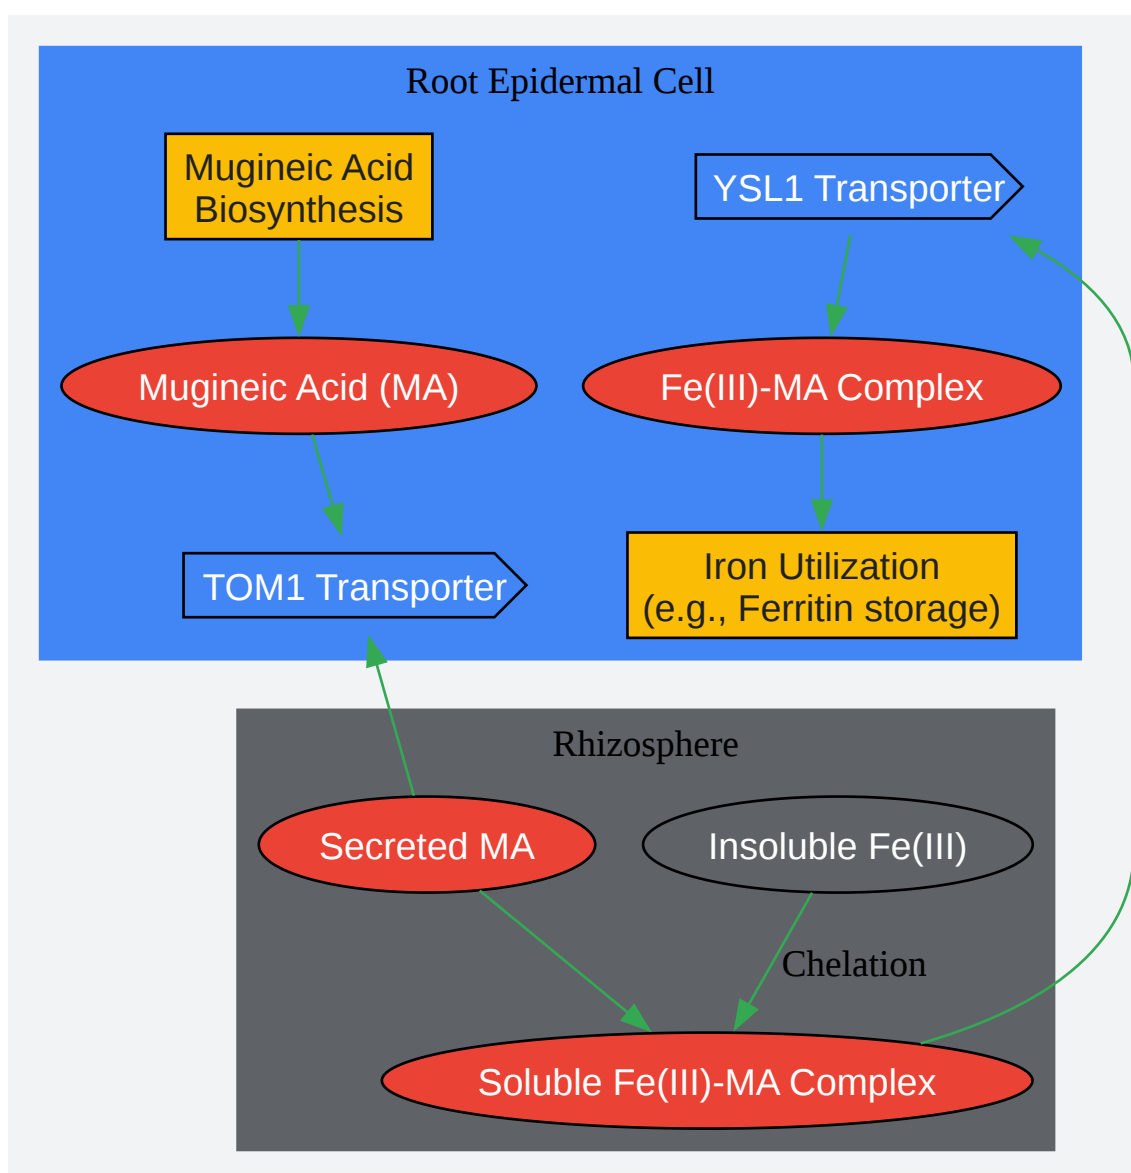 Root Epidermal Cell
Mugineic Acid
Biosynthesis
YSL1 Transporter
Mugineic Acid (MA)
Fe(III)-MA Complex
TOM1 Transporter
Iron Utilization
(e.g., Ferritin storage)
Rhizosphere
Secreted MA
Insoluble Fe(III)
Chelation
Soluble Fe(III)-MA Complex